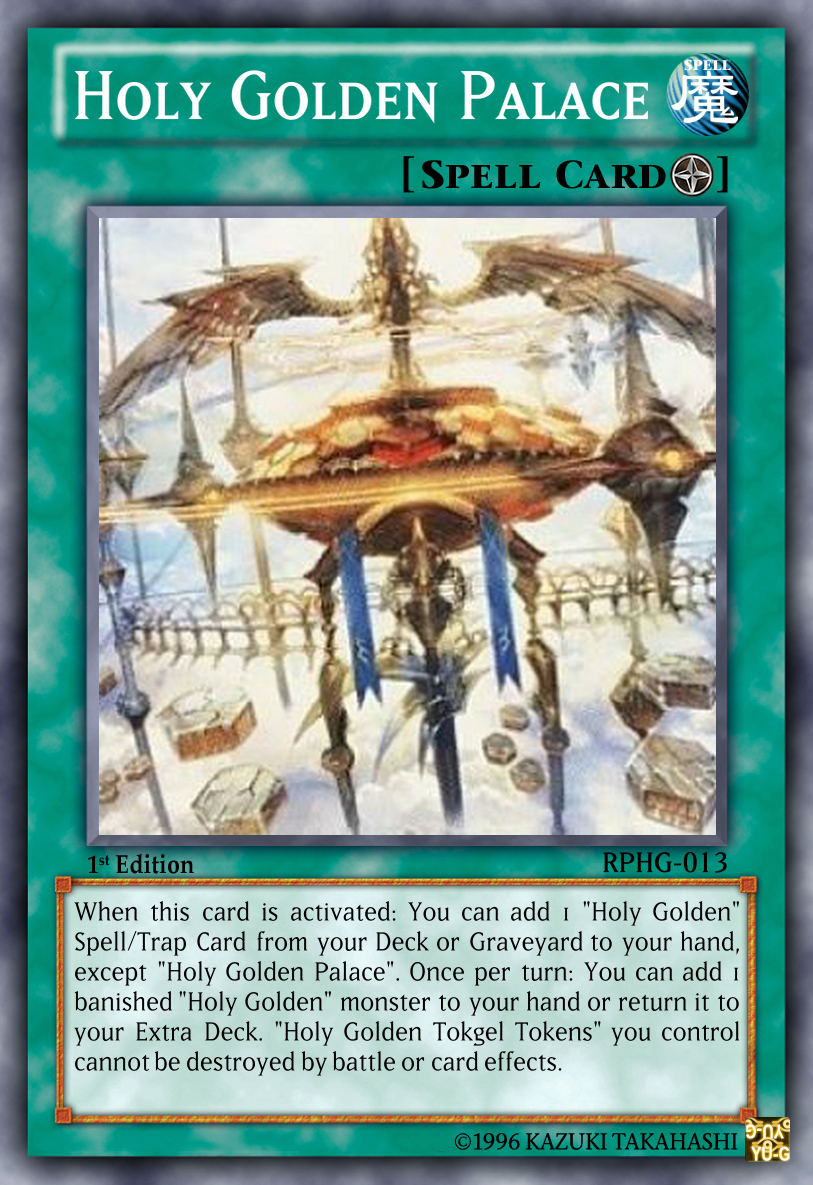 HOLY GOLDEN PALACE
SPELL
魔
[SPELL CARD]
1st Edition
RPHG-013
When this card is activated: You can add 1 "Holy Golden"
Spell/Trap Card from your Deck or Graveyard to your hand,
except "Holy Golden Palace". Once per turn: You can add 1
banished "Holy Golden" monster to your hand or return it to
your Extra Deck. "Holy Golden Tokgel Tokens" you control
cannot be destroyed by battle or card effects.
©1996 KAZUKI TAKAHASHI